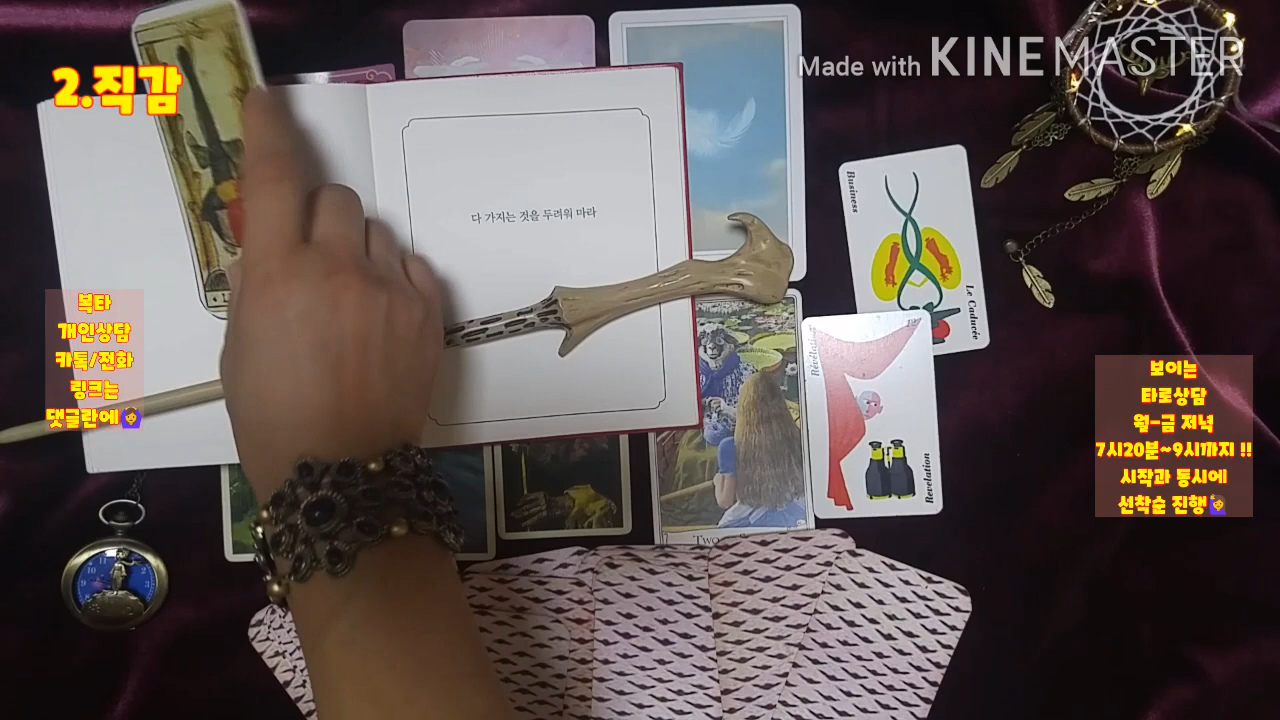 2.직감
Made with KINEMASTER
다 가지는 것을 두려워 마라
Business
Le Caducée
Révélation
Revelation
Two
복타
개인상담
카톡/전화
링크는
댓글란에
보이는
타로상담
월-금 저녁
7시20분~9시까지 !!
시작과 동시에
선착순 진행